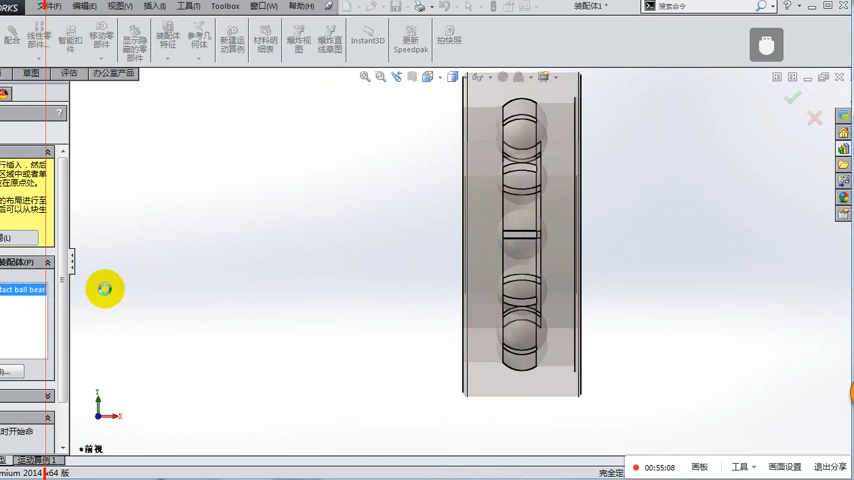 ORKS 文件(F) 编辑(E) 视图(V) 插入(I) 工具(T) Toolbox 窗口(W) 帮助(H) 装配体1 * 搜索命令
配合 线性零部件... 智能扣件 移动零部件 显示隐藏的零部件 装配体特征 参考几何体 新建运动算例 材料明细表 爆炸视图 爆炸直线草图 Instant3D 更新Speedpak 拍快照
草图 评估 办公室产品
行插入，然后
区域中或者单
放在原点处。
的布局进行至
后可以从块生
(L)
装配体(P)
tact ball beari
)...
时开始命
Y
X
*前视
型 运动算例1
mium 2014 x64 版
完全定
00:55:08 画板 工具 画面设置 退出分享